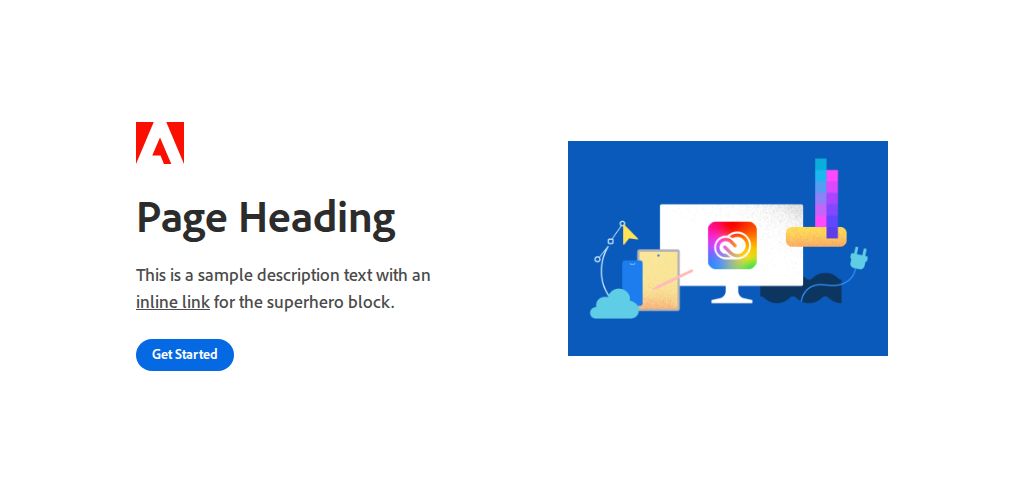 Page Heading
This is a sample description text with an
inline link for the superhero block.
Get Started